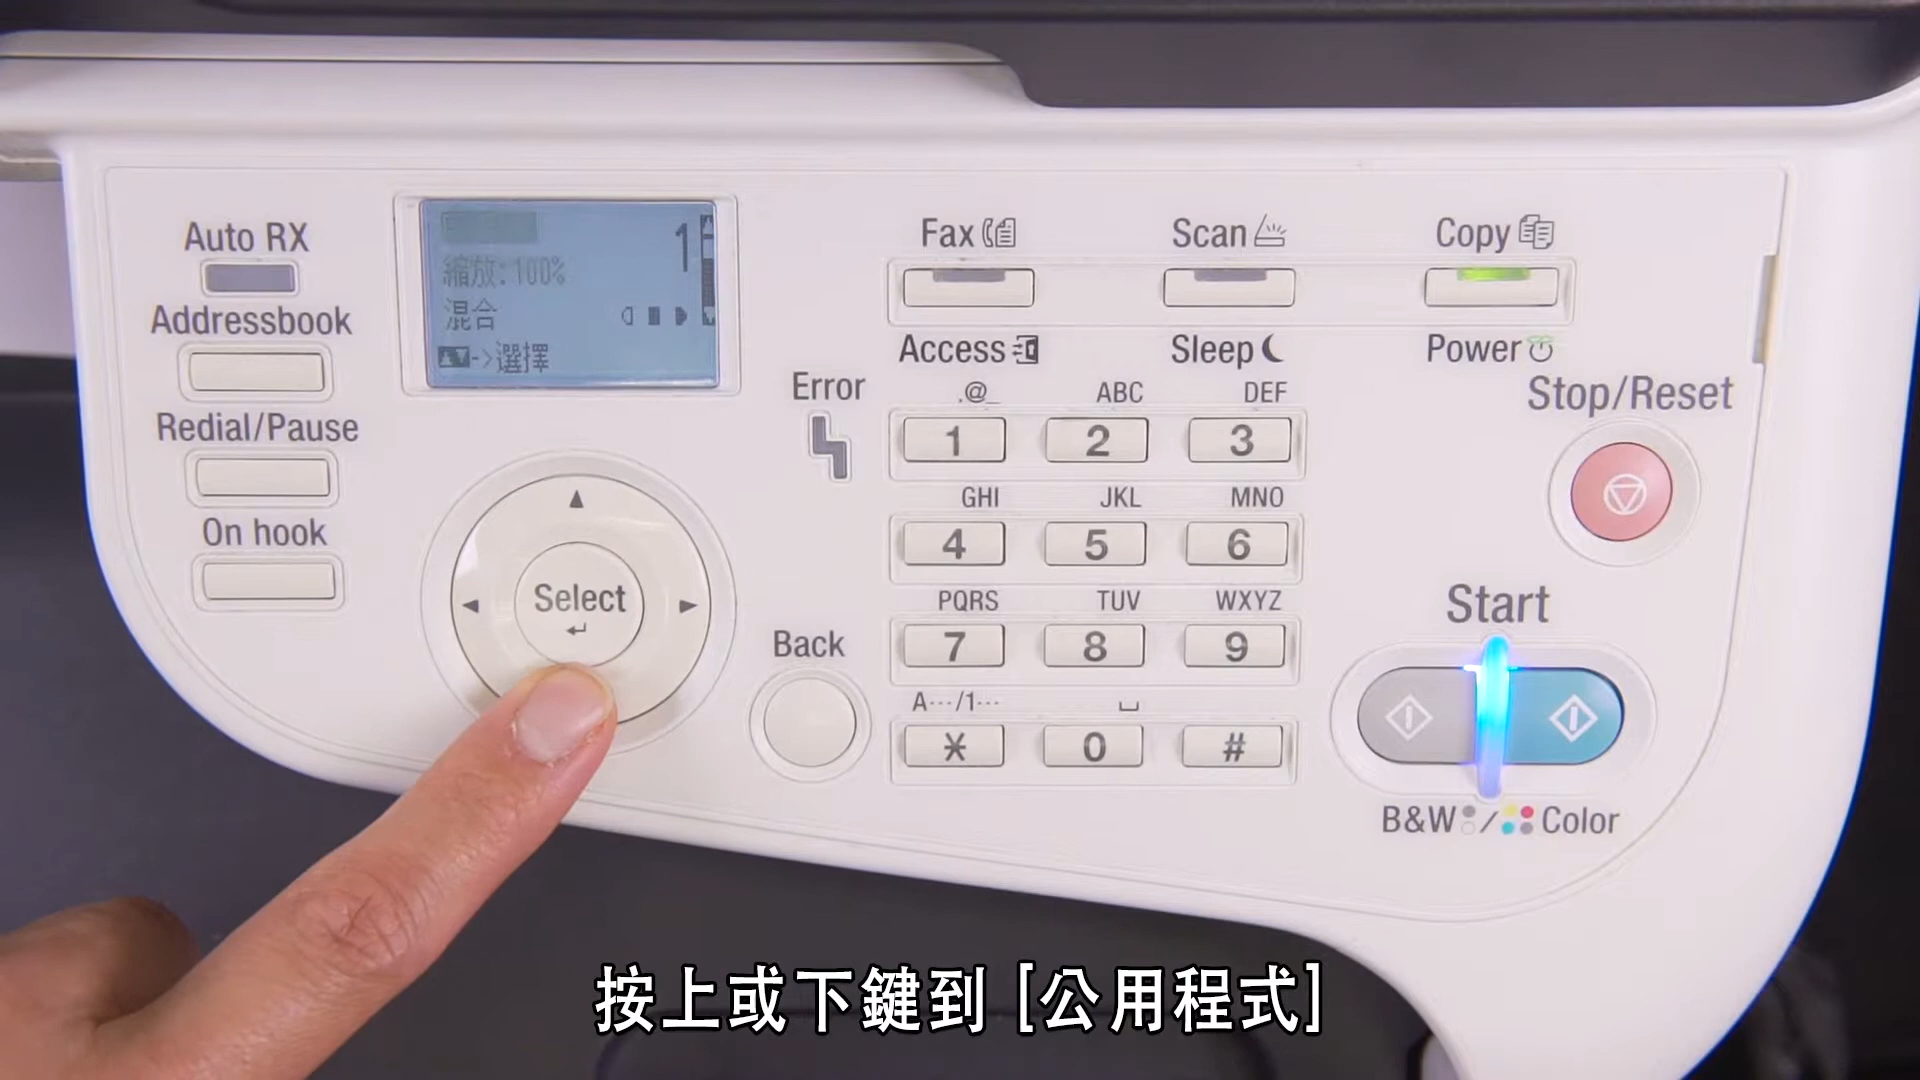 Auto RX
Addressbook
Redial/Pause
On hook
1
縮放:100%
混合
->選擇
Select
Back
Error
Fax
Scan
Copy
Access
Sleep
Power
.@_
ABC
DEF
1
2
3
GHI
JKL
MNO
4
5
6
PQRS
TUV
WXYZ
7
8
9
A···/1···
*
0
#
Stop/Reset
Start
B&W/Color
按上或下鍵到 [公用程式]